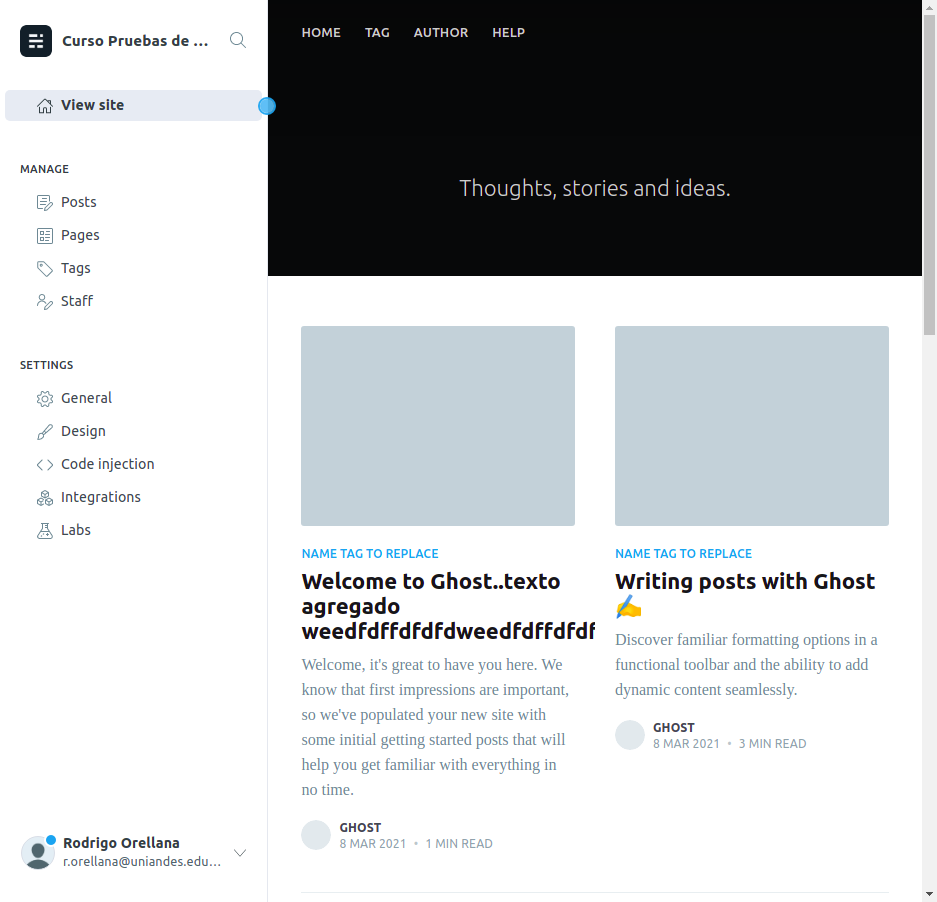 Curso Pruebas de ...
View site
MANAGE
Posts
Pages
Tags
Staff
SETTINGS
General
Design
Code injection
Integrations
Labs
Rodrigo Orellana
r.orellana@uniandes.edu...
HOME TAG AUTHOR HELP
Thoughts, stories and ideas.
NAME TAG TO REPLACE
Welcome to Ghost..texto
agregado
weedfdffdfdfdweedfdffdfdf
Welcome, it's great to have you here. We
know that first impressions are important,
so we've populated your new site with
some initial getting started posts that will
help you get familiar with everything in
no time.
GHOST
8 MAR 2021 • 1 MIN READ
NAME TAG TO REPLACE
Writing posts with Ghost
✍️
Discover familiar formatting options in a
functional toolbar and the ability to add
dynamic content seamlessly.
GHOST
8 MAR 2021 • 3 MIN READ